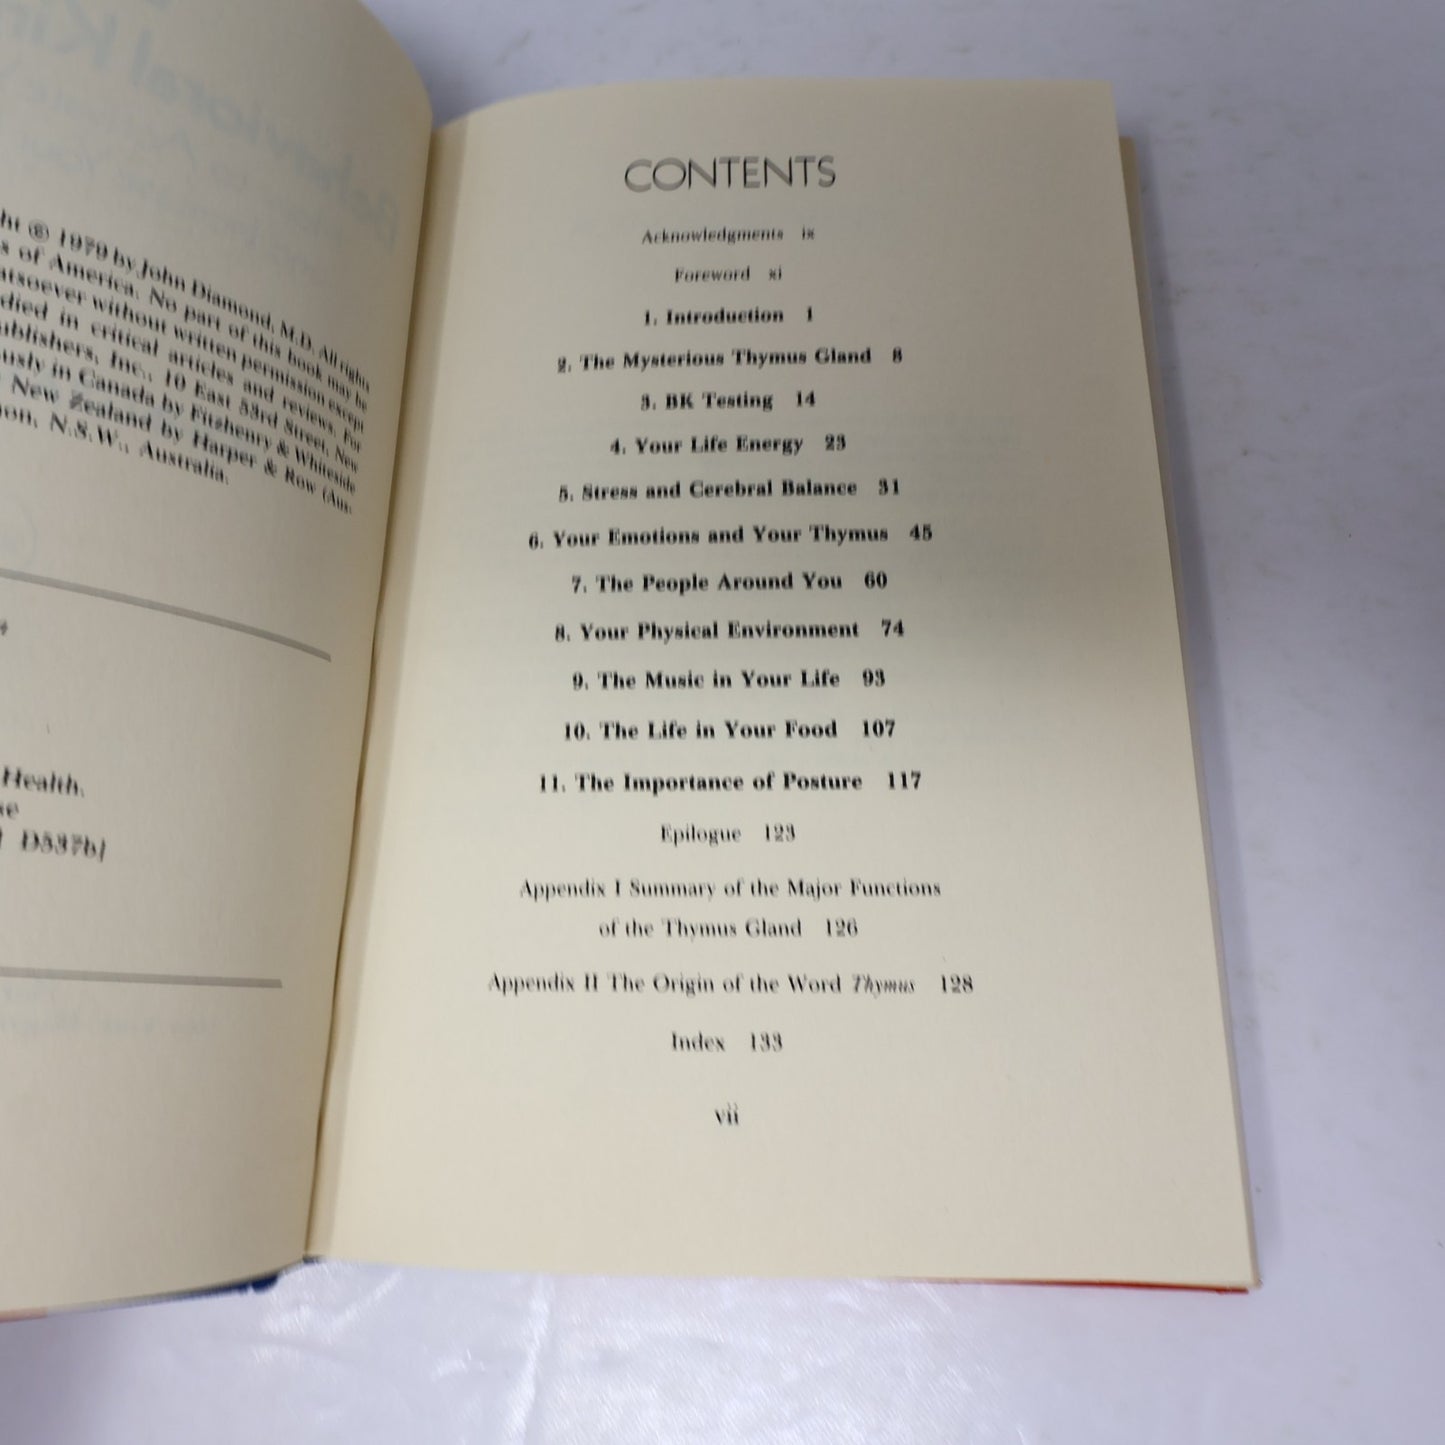 ht © 1979 by John Diamond, M.D. All rights
s of America. No part of this book may be
atsoever without written permission except
died in critical articles and reviews. For
ublishers, Inc., 10 East 53rd Street, New
usly in Canada by Fitzhenry & Whiteside
New Zealand by Harper & Row (Aus-
on, N.S.W., Australia.
Health.
D537b]
CONTENTS
Acknowledgments ix
Foreword xi
1. Introduction 1
2. The Mysterious Thymus Gland 8
3. BK Testing 14
4. Your Life Energy 23
5. Stress and Cerebral Balance 31
6. Your Emotions and Your Thymus 45
7. The People Around You 60
8. Your Physical Environment 74
9. The Music in Your Life 93
10. The Life in Your Food 107
11. The Importance of Posture 117
Epilogue 123
Appendix I Summary of the Major Functions
of the Thymus Gland 126
Appendix II The Origin of the Word Thymus 128
Index 133
vii